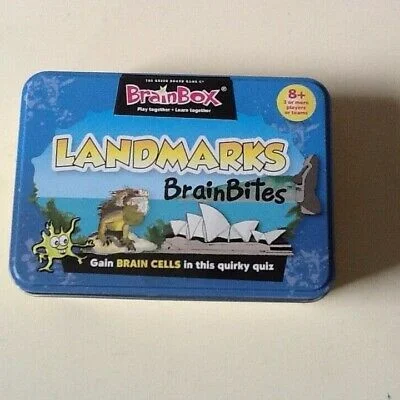 THE GREEN BOARD GAME Cº
BrainBox®
Play together • Learn together
8+
2 or more
players
or teams
LANDMARKS
BrainBites™
Gain BRAIN CELLS in this quirky quiz